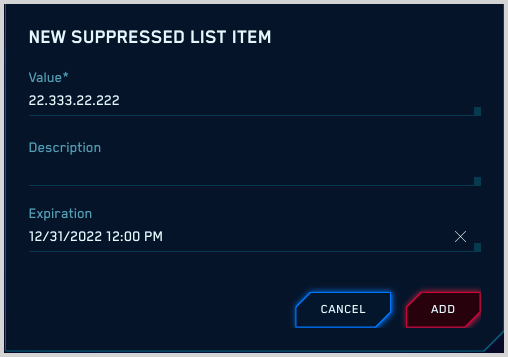 NEW SUPPRESSED LIST ITEM
Value*
22.333.22.222
Description
Expiration
12/31/2022 12:00 PM
CANCEL ADD